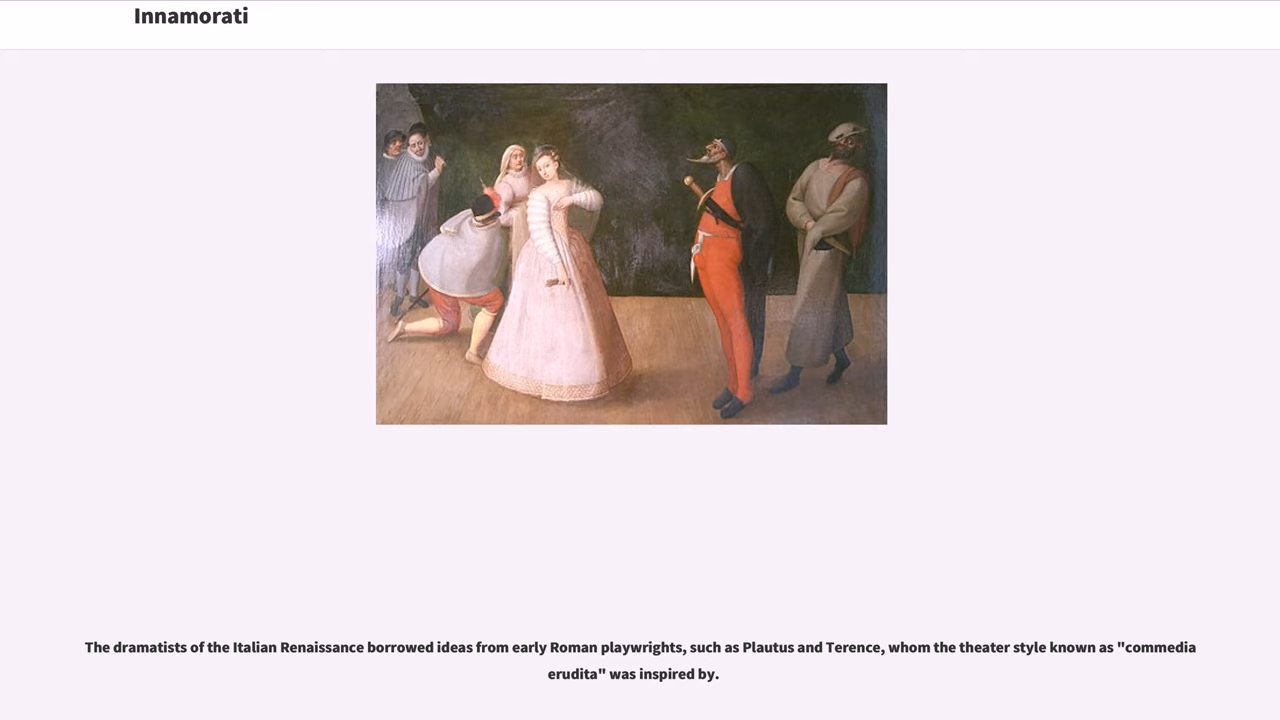 Innamorati
The dramatists of the Italian Renaissance borrowed ideas from early Roman playwrights, such as Plautus and Terence, whom the theater style known as "commedia
erudita" was inspired by.